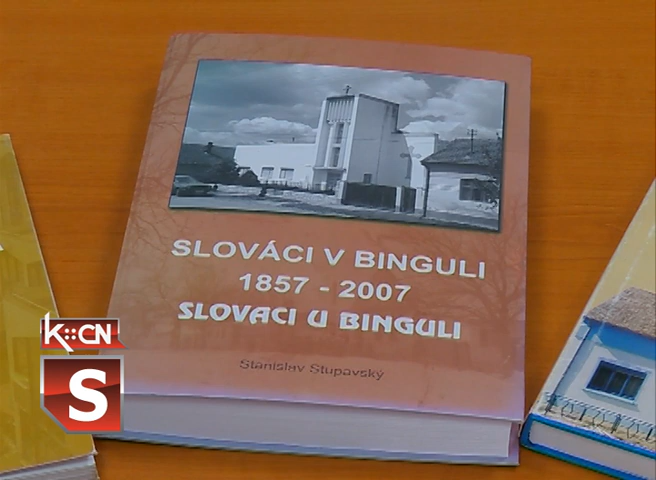 SLOVÁCI V BINGULI
1857 - 2007
SLOVACI U BINGULI
Stanislav Stupavský
K::CN
S